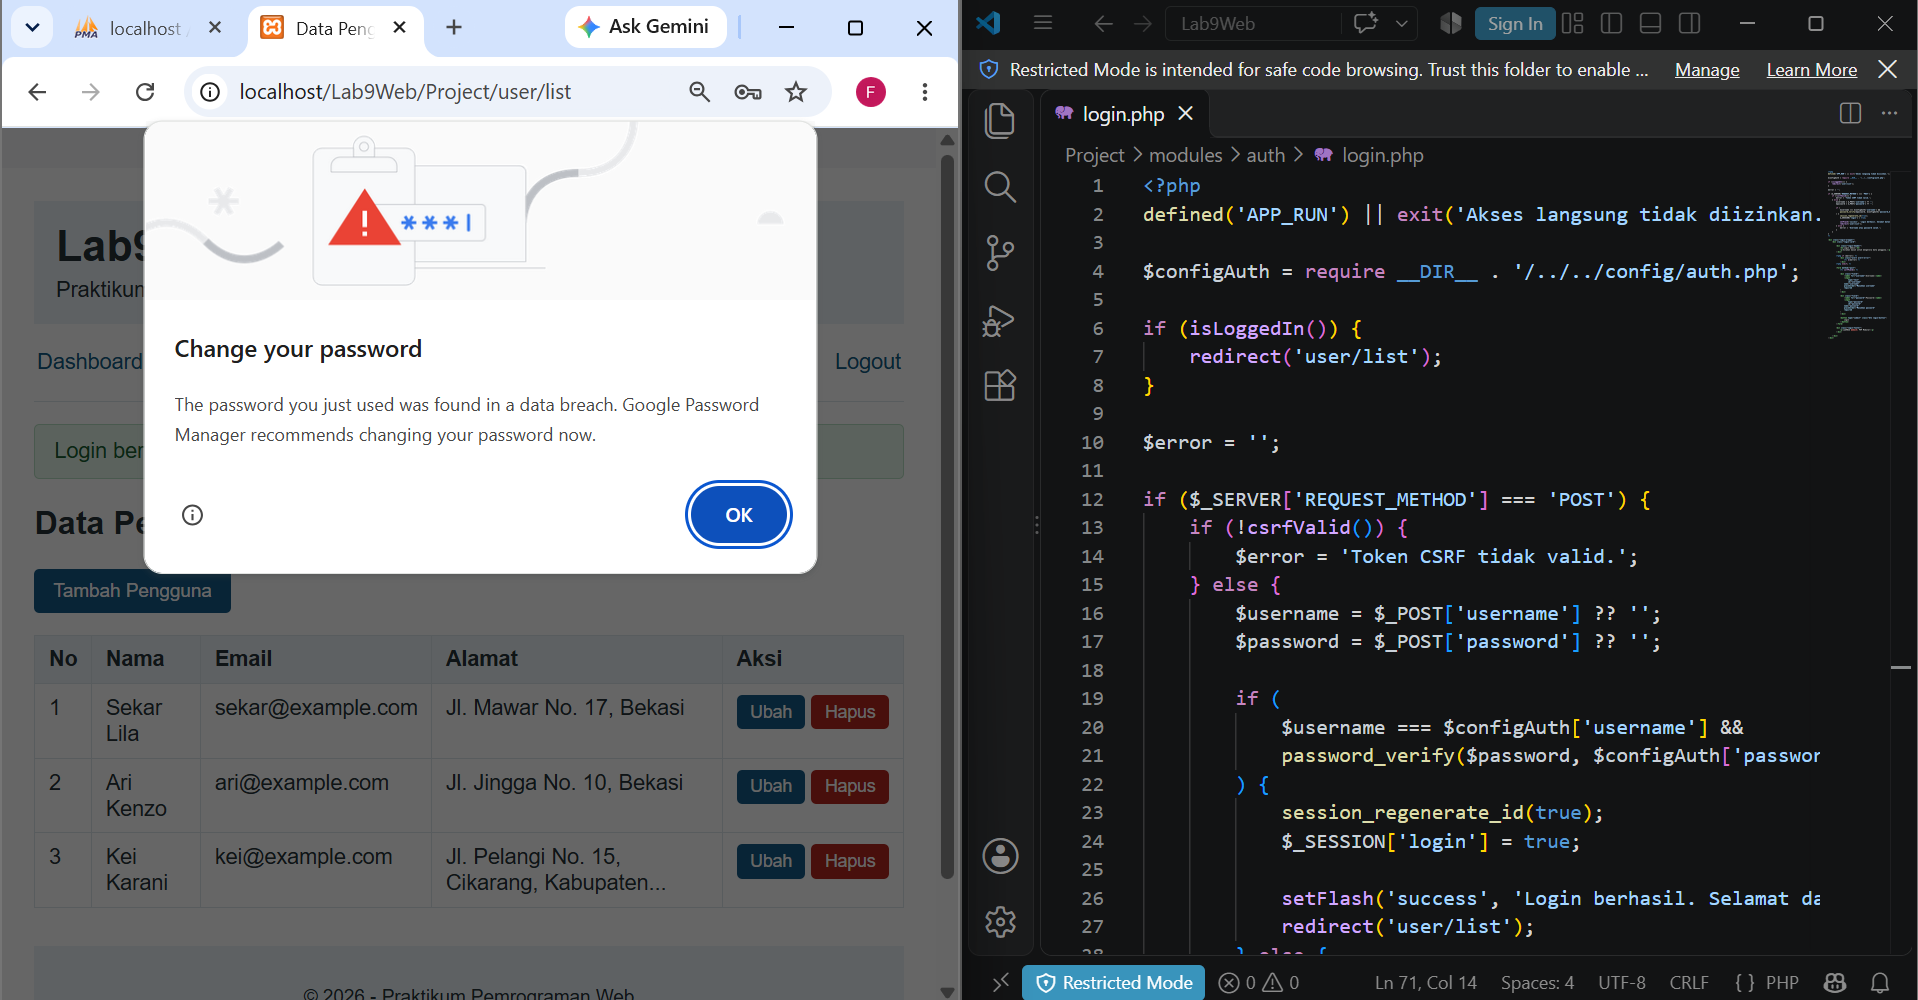 localhost /
Data Peng
Ask Gemini
localhost/Lab9Web/Project/user/list
F
Change your password
The password you just used was found in a data breach. Google Password
Manager recommends changing your password now.
OK
Lab9
Praktikum
Dashboard
Logout
Login ber
Data Pe
Tambah Pengguna
No Nama Email Alamat Aksi
1 Sekar Lila sekar@example.com Jl. Mawar No. 17, Bekasi Ubah Hapus
2 Ari Kenzo ari@example.com Jl. Jingga No. 10, Bekasi Ubah Hapus
3 Kei Karani kei@example.com Jl. Pelangi No. 15, Cikarang, Kabupaten... Ubah Hapus
© 2026 - Praktikum Pemrograman Web
Lab9Web
Sign In
Restricted Mode is intended for safe code browsing. Trust this folder to enable ... Manage Learn More
login.php
Project > modules > auth > login.php
1 <?php
2 defined('APP_RUN') || exit('Akses langsung tidak diizinkan.
3
4 $configAuth = require __DIR__ . '/../../config/auth.php';
5
6 if (isLoggedIn()) {
7 redirect('user/list');
8 }
9
10 $error = '';
11
12 if ($_SERVER['REQUEST_METHOD'] === 'POST') {
13 if (!csrfValid()) {
14 $error = 'Token CSRF tidak valid.';
15 } else {
16 $username = $_POST['username'] ?? '';
17 $password = $_POST['password'] ?? '';
18
19 if (
20 $username === $configAuth['username'] &&
21 password_verify($password, $configAuth['passwor
22 ) {
23 session_regenerate_id(true);
24 $_SESSION['login'] = true;
25
26 setFlash('success', 'Login berhasil. Selamat da
27 redirect('user/list');
28 } else {
Restricted Mode 0 0 Ln 71, Col 14 Spaces: 4 UTF-8 CRLF {} PHP